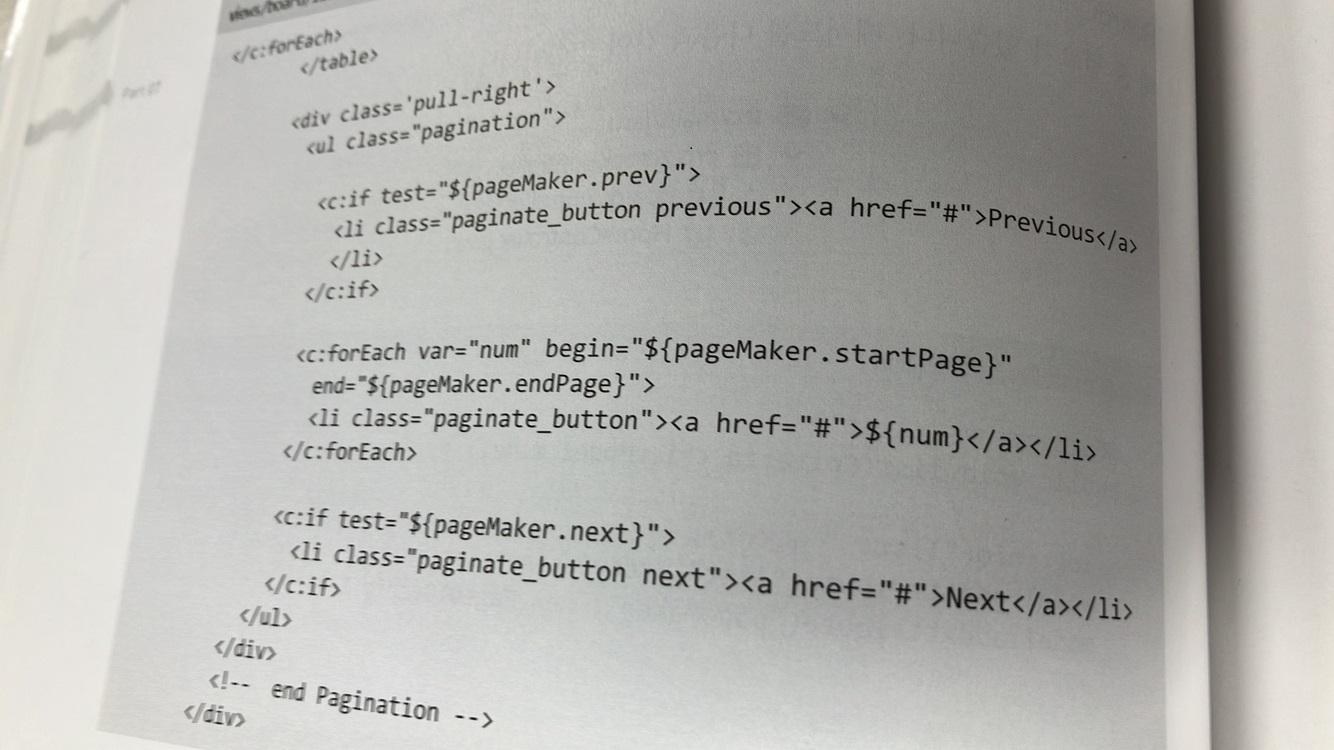 views/board/
Part 07
</c:forEach>
</table>
<div class='pull-right'>
<ul class="pagination">
<c:if test="${pageMaker.prev}">
<li class="paginate_button previous"><a href="#">Previous</a>
</li>
</c:if>
<c:forEach var="num" begin="${pageMaker.startPage}"
end="${pageMaker.endPage}">
<li class="paginate_button"><a href="#">${num}</a></li>
</c:forEach>
<c:if test="${pageMaker.next}">
<li class="paginate_button next"><a href="#">Next</a></li>
</c:if>
</ul>
</div>
<!-- end Pagination -->
</div>